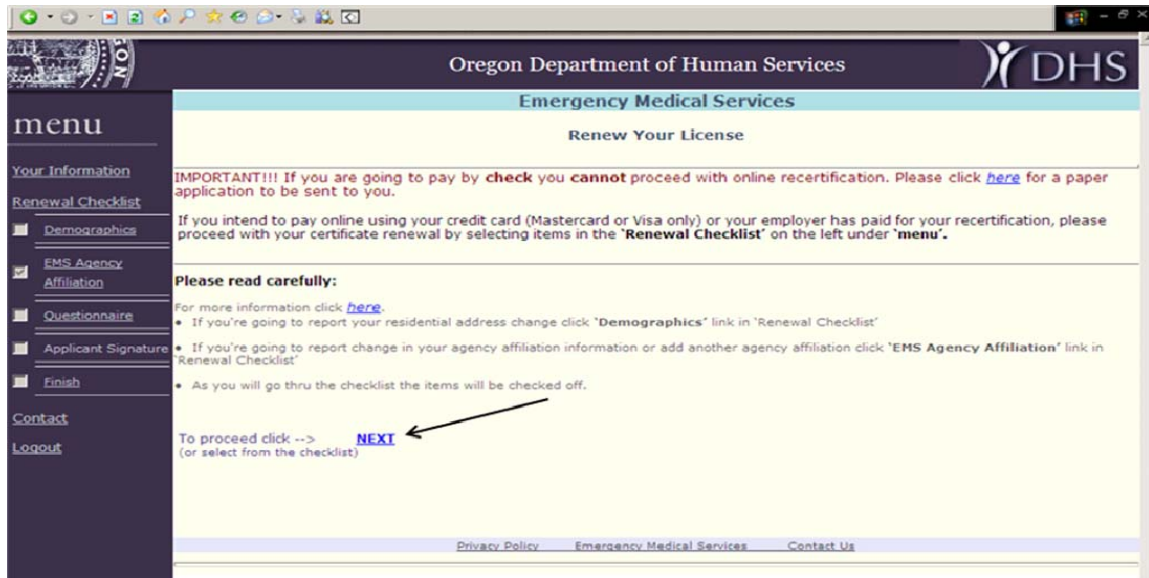 Oregon Department of Human Services
DHS
Emergency Medical Services
menu
Renew Your License
Your Information
Renewal Checklist
Demographics
EMS Agency
Affiliation
Questionnaire
Applicant Signature
Finish
Contact
Logout
IMPORTANT!!! If you are going to pay by check you cannot proceed with online recertification. Please click here for a paper
application to be sent to you.
If you intend to pay online using your credit card (Mastercard or Visa only) or your employer has paid for your recertification, please
proceed with your certificate renewal by selecting items in the `Renewal Checklist' on the left under `menu'.
Please read carefully:
For more information click here.
• If you're going to report your residential address change click `Demographics' link in `Renewal Checklist'
• If you're going to report change in your agency affiliation information or add another agency affiliation click `EMS Agency Affiliation' link in
`Renewal Checklist'
• As you will go thru the checklist the items will be checked off.
To proceed click --> NEXT
(or select from the checklist)
Privacy Policy Emergency Medical Services Contact Us